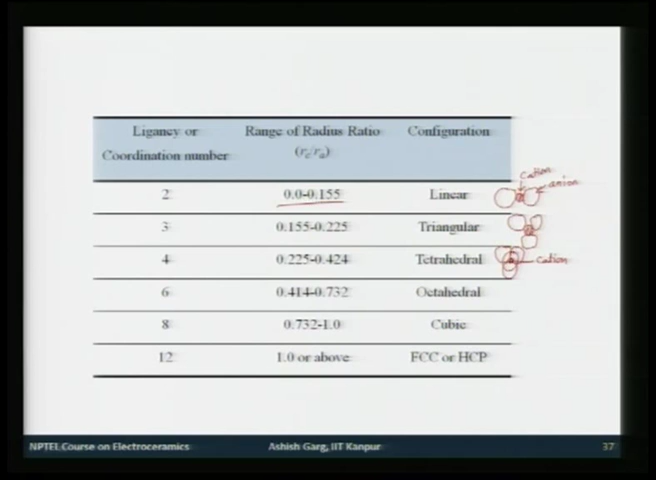 Ligancy or Coordination number Range of Radius Ratio (rc/ra) Configuration
2 0.0-0.155 Linear
cation
anion
3 0.155-0.225 Triangular
4 0.225-0.424 Tetrahedral
cation
6 0.414-0.732 Octahedral
8 0.732-1.0 Cubic
12 1.0 or above FCC or HCP
NPTEL Course on Electroceramics Ashish Garg, IIT Kanpur 37